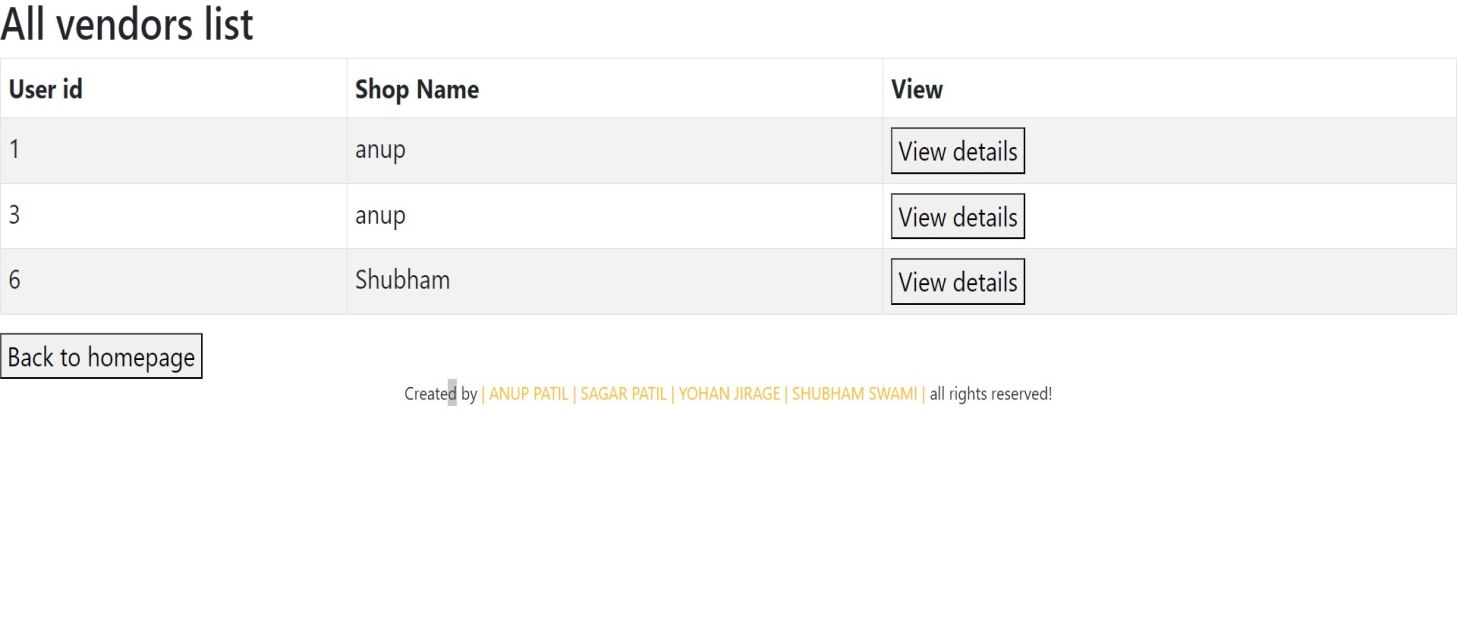 All vendors list
User id Shop Name View
1 anup View details
3 anup View details
6 Shubham View details
Back to homepage
Created by | ANUP PATIL | SAGAR PATIL | YOHAN JIRAGE | SHUBHAM SWAMI | all rights reserved!